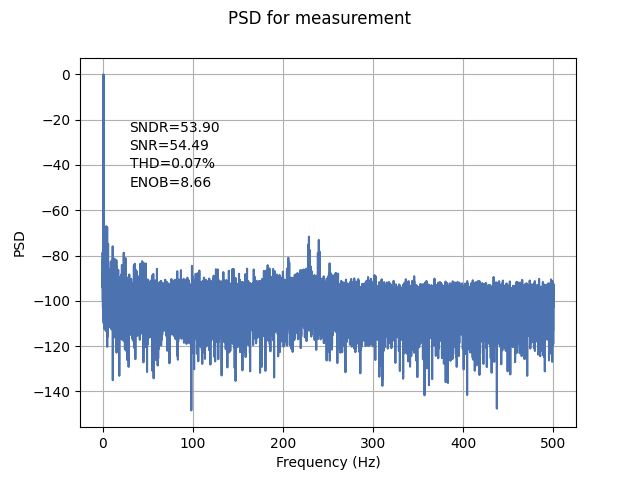 PSD for measurement
0
−20
−40
−60
−80
−100
−120
−140
PSD
SNDR=53.90
SNR=54.49
THD=0.07%
ENOB=8.66
0 100 200 300 400 500
Frequency (Hz)